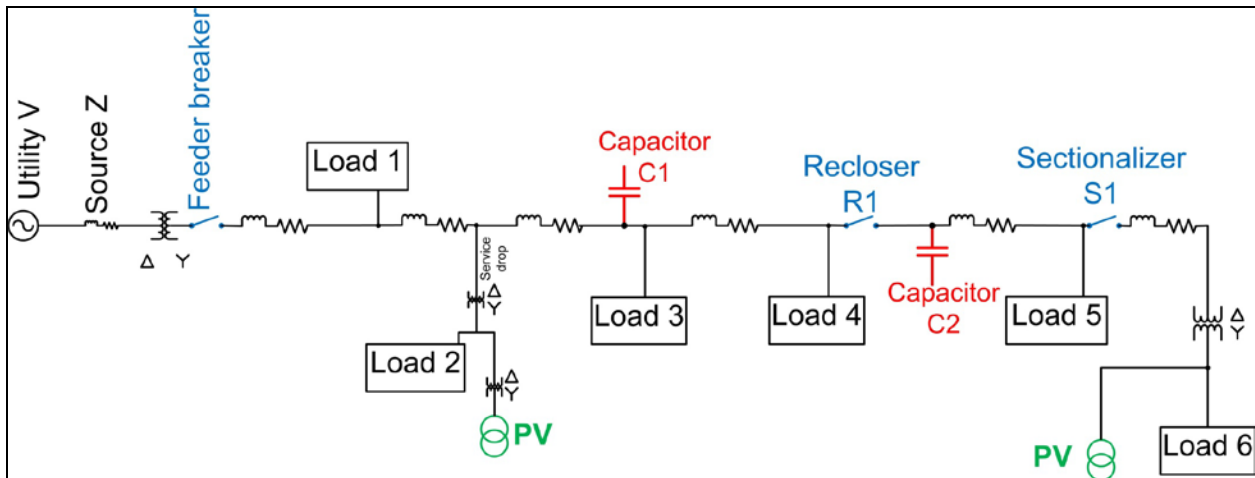 Utility V
Source Z
Feeder breaker
Δ Y
Load 1
Service
drop
Δ
Y
Load 2
Δ
Y
PV
Capacitor
C1
Load 3
Recloser
R1
Load 4
Capacitor
C2
Sectionalizer
S1
Load 5
Δ
Y
PV
Load 6